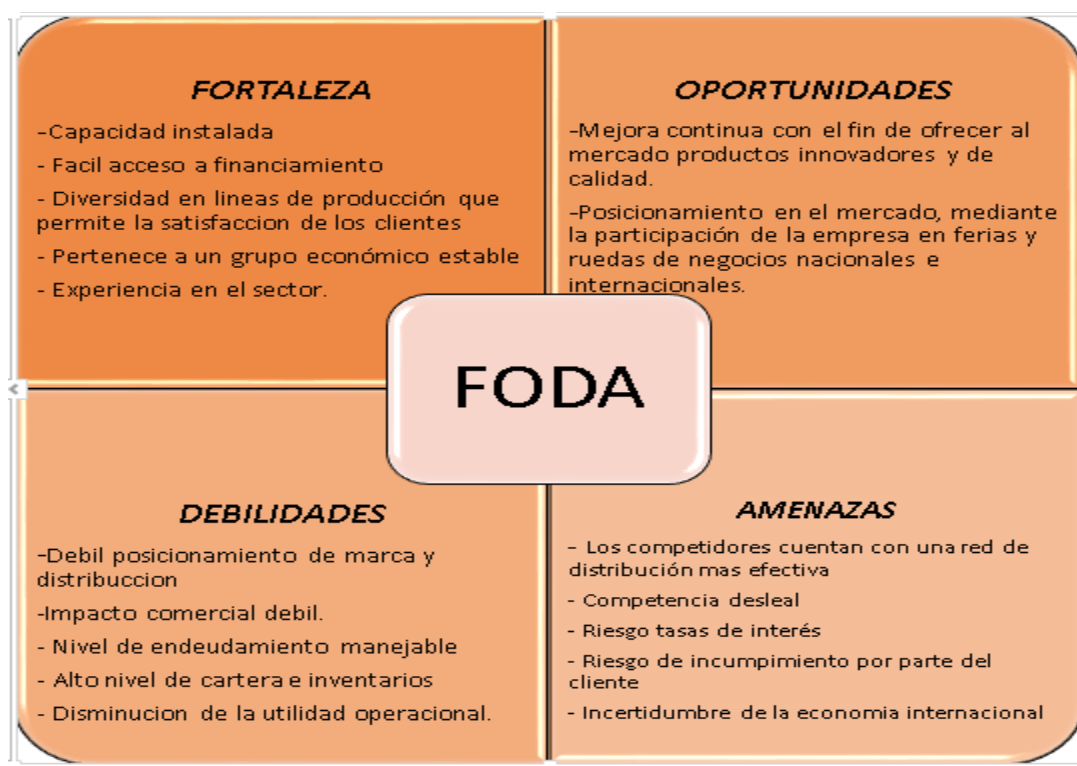 FORTALEZA
-Capacidad instalada
- Facil acceso a financiamiento
- Diversidad en lineas de producción que
permite la satisfaccion de los clientes
- Pertenece a un grupo económico estable
- Experiencia en el sector.
OPORTUNIDADES
-Mejora continua con el fin de ofrecer al
mercado productos innovadores y de
calidad.
-Posicionamiento en el mercado, mediante
la participación de la empresa en ferias y
ruedas de negocios nacionales e
internacionales.
FODA
DEBILIDADES
-Debil posicionamiento de marca y
distribuccion
-Impacto comercial debil.
- Nivel de endeudamiento manejable
- Alto nivel de cartera e inventarios
- Disminucion de la utilidad operacional.
AMENAZAS
- Los competidores cuentan con una red de
distribución mas efectiva
- Competencia desleal
- Riesgo tasas de interés
- Riesgo de incumpimiento por parte del
cliente
- Incertidumbre de la economia internacional